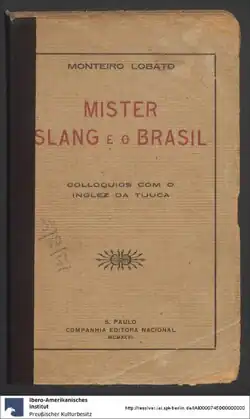 MONTEIRO LOBATO
MISTER
SLANG E O BRASIL
COLLOQUIOS COM O
INGLEZ DA TIJUCA
S. PAULO
COMPANHIA EDITORA NACIONAL
Ibero-Amerikanisches
Institut
Preußischer Kulturbesitz